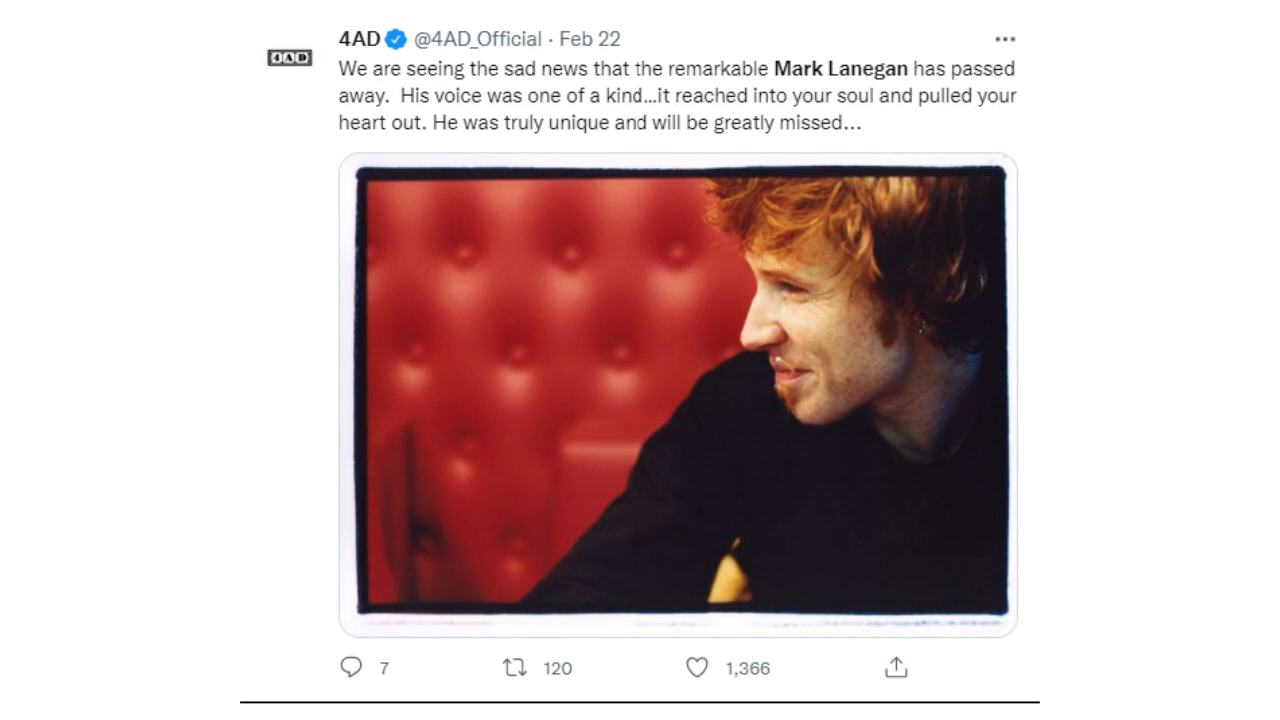 4AD @4AD_Official · Feb 22
4AD
We are seeing the sad news that the remarkable Mark Lanegan has passed
away.  His voice was one of a kind...it reached into your soul and pulled your
heart out. He was truly unique and will be greatly missed...
7 120 1,366